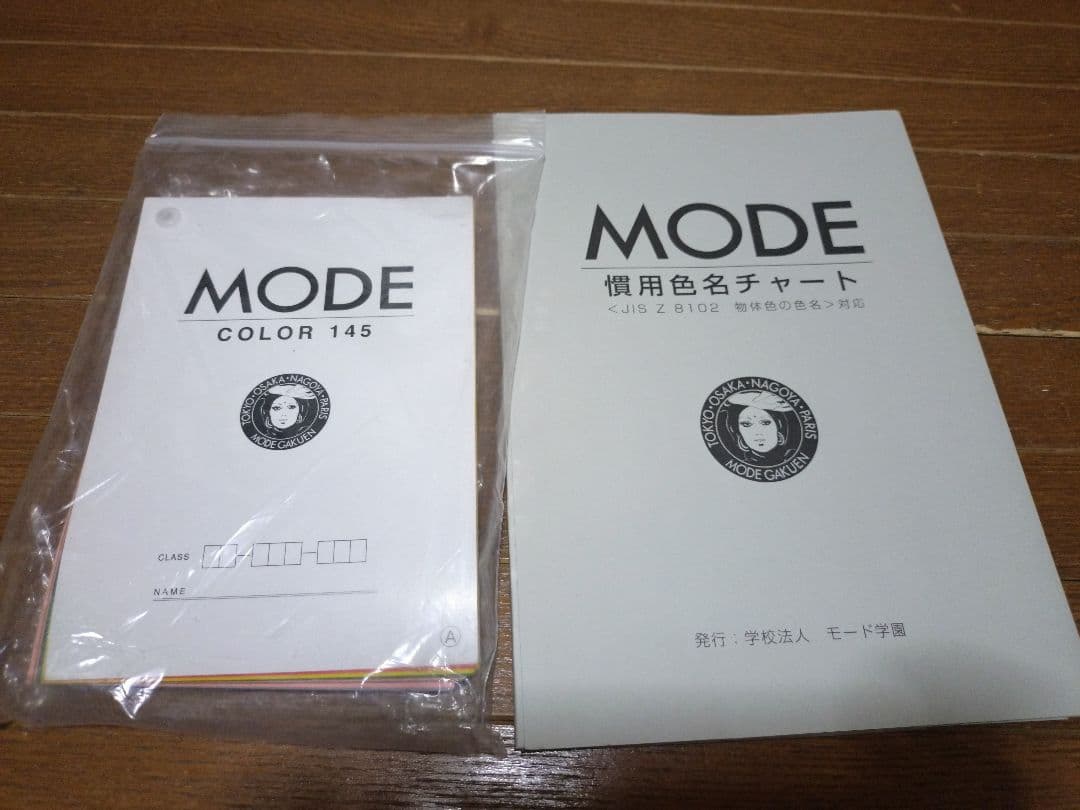 MODE
COLOR 145
TOKYO・OSAKA・NAGOYA・PARIS
MODE GAKUEN
CLASS
NAME
A
MODE
慣用色名チャート
<JIS Z 8102 物体色の色名>対応
TOKYO・OSAKA・NAGOYA・PARIS
MODE GAKUEN
発行:学校法人 モード学園